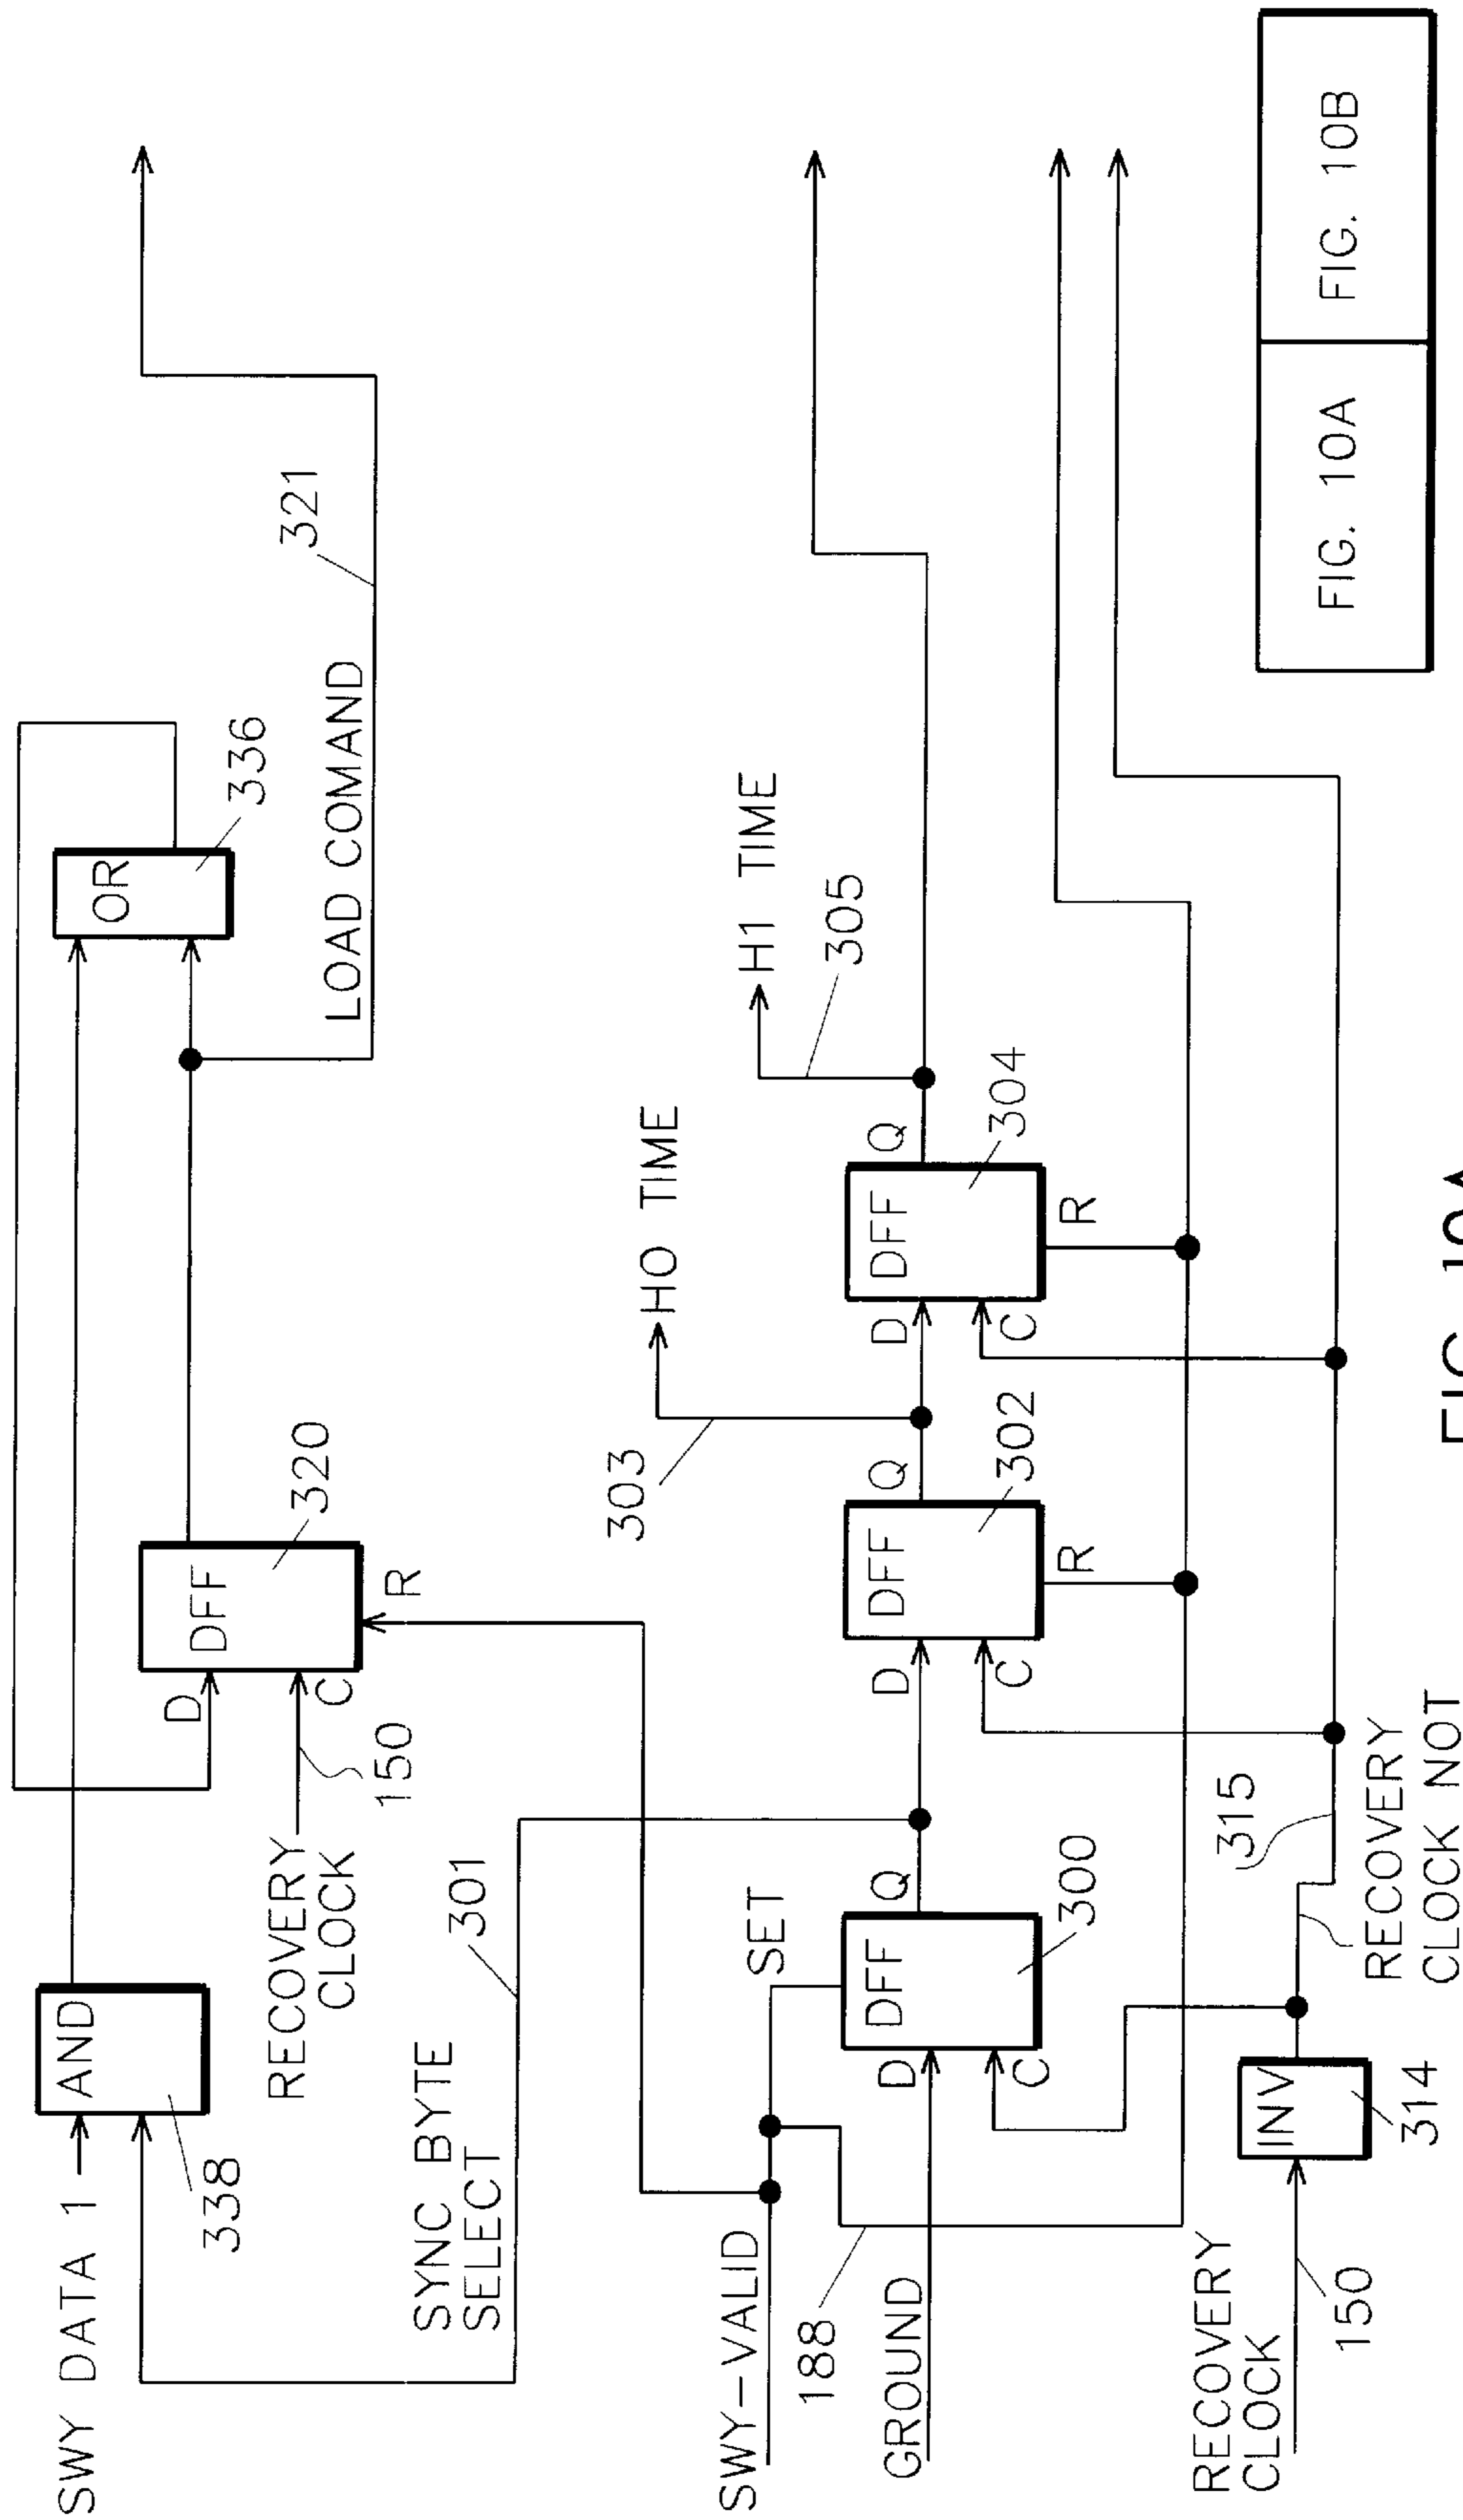 SWY DATA 1
AND
338
OR
336
DFF
D
C
R
320
RECOVERY
CLOCK
150
LOAD COMAND
321
SYNC BYTE
SELECT
301
303
HO TIME
H1 TIME
305
SWY-VALID
188
SET
GROUND
D
DFF
C
Q
300
D
DFF
C
Q
R
302
D
DFF
C
Q
R
304
RECOVERY
CLOCK
150
INV
314
315
RECOVERY
CLOCK NOT
FIG. 10A
FIG. 10B
FIG. 10A